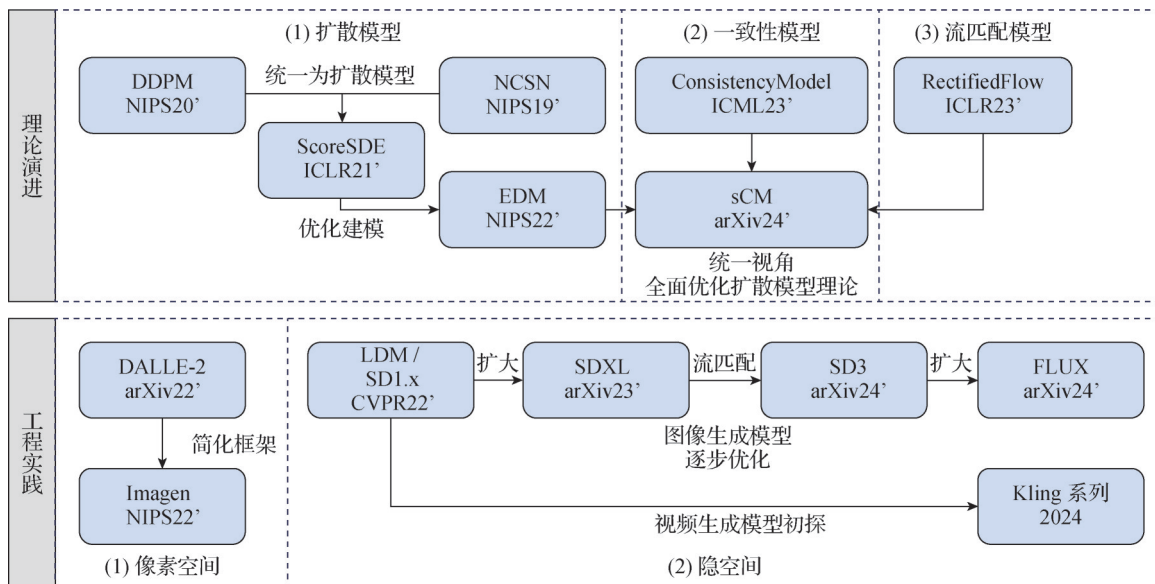 理论演进
(1) 扩散模型
(2) 一致性模型
(3) 流匹配模型
DDPM
NIPS20’
统一为扩散模型
NCSN
NIPS19’
ConsistencyModel
ICML23’
RectifiedFlow
ICLR23’
ScoreSDE
ICLR21’
优化建模
EDM
NIPS22’
sCM
arXiv24’
统一视角
全面优化扩散模型理论
工程实践
DALLE-2
arXiv22’
简化框架
Imagen
NIPS22’
(1) 像素空间
LDM /
SD1.x
CVPR22’
扩大
SDXL
arXiv23’
流匹配
SD3
arXiv24’
扩大
FLUX
arXiv24’
图像生成模型
逐步优化
视频生成模型初探
Kling 系列
2024
(2) 隐空间